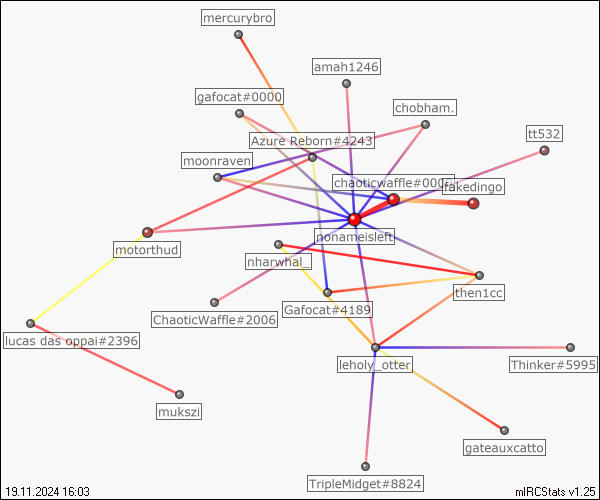 mercurybro
amah1246
gafocat#0000
chobham.
tt532
Azure Reborn#4243
moonraven
chaoticwaffle#000
fakedingo
motorthud
nonameisleft
nharwhal_
then1cc
ChaoticWaffle#2006
Gafocat#4189
lucas das oppai#2396
leholy_otter
Thinker#5995
mukszi
gateauxcatto
TripleMidget#8824
19.11.2024 16:03
mIRCStats v1.25